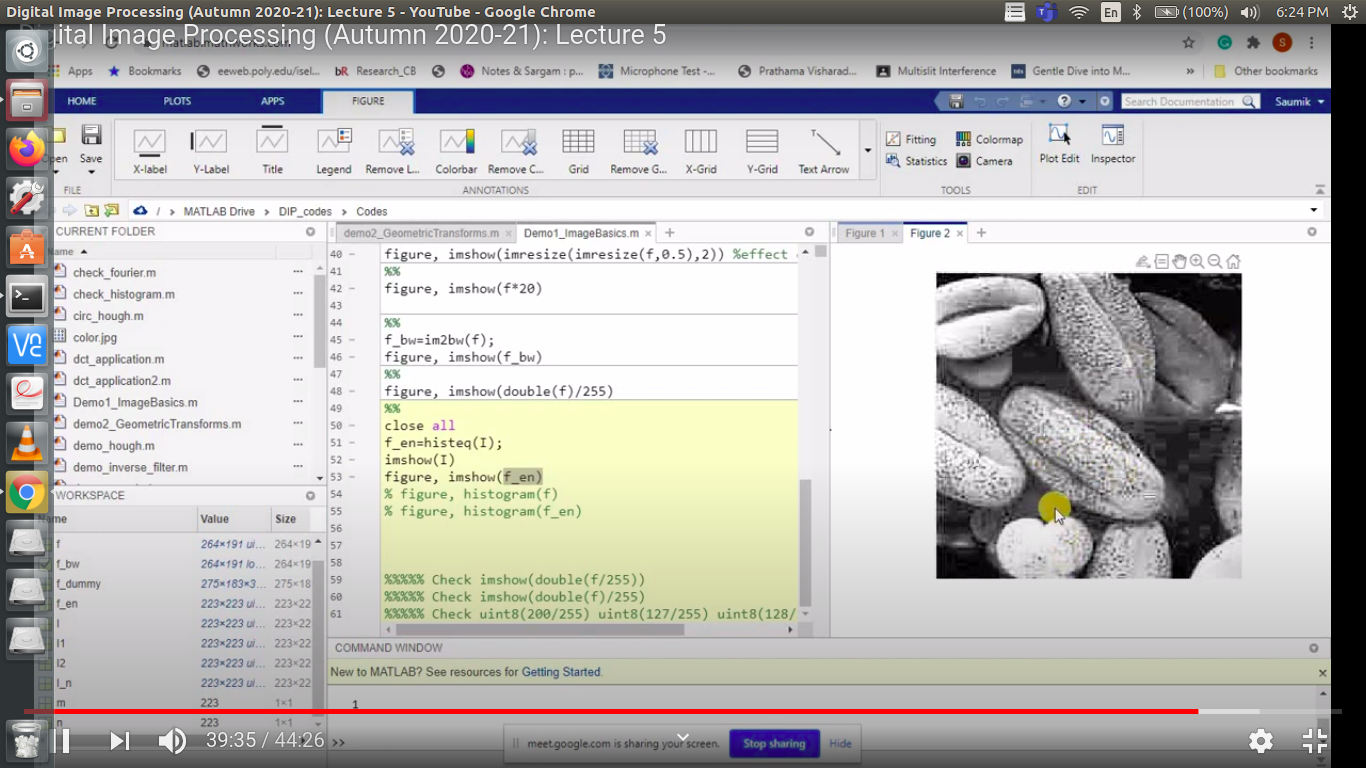 Digital Image Processing (Autumn 2020-21): Lecture 5 - YouTube - Google Chrome
En
(100%)
6:24 PM
Digital Image Processing (Autumn 2020-21): Lecture 5
Apps
Bookmarks
eeweb.poly.edu/isel...
bR Research_CB
Notes & Sargam : p...
Microphone Test -...
Prathama Visharad...
Multislit Interference
Gentle Dive into M...
»
Other bookmarks
HOME
PLOTS
APPS
FIGURE
Search Documentation
Saumik
Open
Save
X-label
Y-Label
Title
Legend
Remove L...
Colorbar
Remove C...
Grid
Remove G...
X-Grid
Y-Grid
Text Arrow
Fitting
Colormap
Statistics
Camera
Plot Edit
Inspector
FILE
ANNOTATIONS
TOOLS
EDIT
/ › MATLAB Drive › DIP_codes › Codes
CURRENT FOLDER
Name
check_fourier.m
check_histogram.m
circ_hough.m
color.jpg
dct_application.m
dct_application2.m
Demo1_ImageBasics.m
demo2_GeometricTransforms.m
demo_hough.m
demo_inverse_filter.m
WORKSPACE
Name Value Size
f 264×191 ui... 264×19
f_bw 264×191 lo... 264×19
f_dummy 275×183×3... 275×18
f_en 223×223 ui... 223×22
I 223×223 ui... 223×22
I1 223×223 ui... 223×22
I2 223×223 ui... 223×22
I_n 223×223 ui... 223×22
m 223 1×1
n 223 1×1
demo2_GeometricTransforms.m
Demo1_ImageBasics.m
40 figure, imshow(imresize(imresize(f,0.5),2)) %effect
41 %%
42 figure, imshow(f*20)
43
44 %%
45 f_bw=im2bw(f);
46 figure, imshow(f_bw)
47 %%
48 figure, imshow(double(f)/255)
49 %%
50 close all
51 f_en=histeq(I);
52 imshow(I)
53 figure, imshow(f_en)
54 % figure, histogram(f)
55 % figure, histogram(f_en)
56
57
58
59 %%%%% Check imshow(double(f/255))
60 %%%%% Check imshow(double(f)/255)
61 %%%%% Check uint8(200/255) uint8(127/255) uint8(128/
Figure 1
Figure 2
COMMAND WINDOW
New to MATLAB? See resources for Getting Started.
1
>>
meet.google.com is sharing your screen.
Stop sharing
Hide
39:35 / 44:26